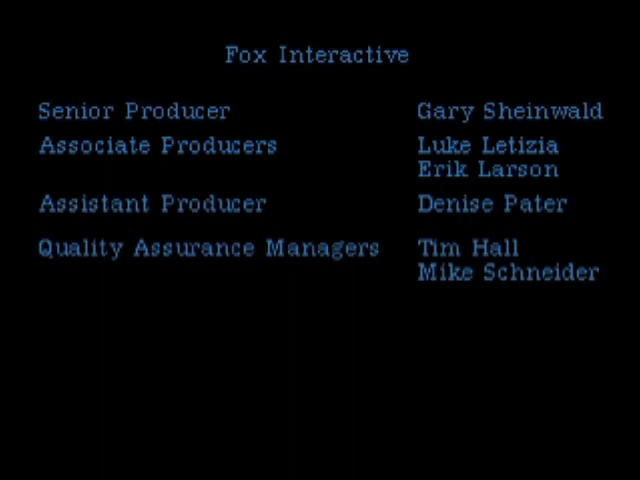 Fox Interactive
Senior Producer Gary Sheinwald
Associate Producers Luke Letizia
Erik Larson
Assistant Producer Denise Pater
Quality Assurance Managers Tim Hall
Mike Schneider